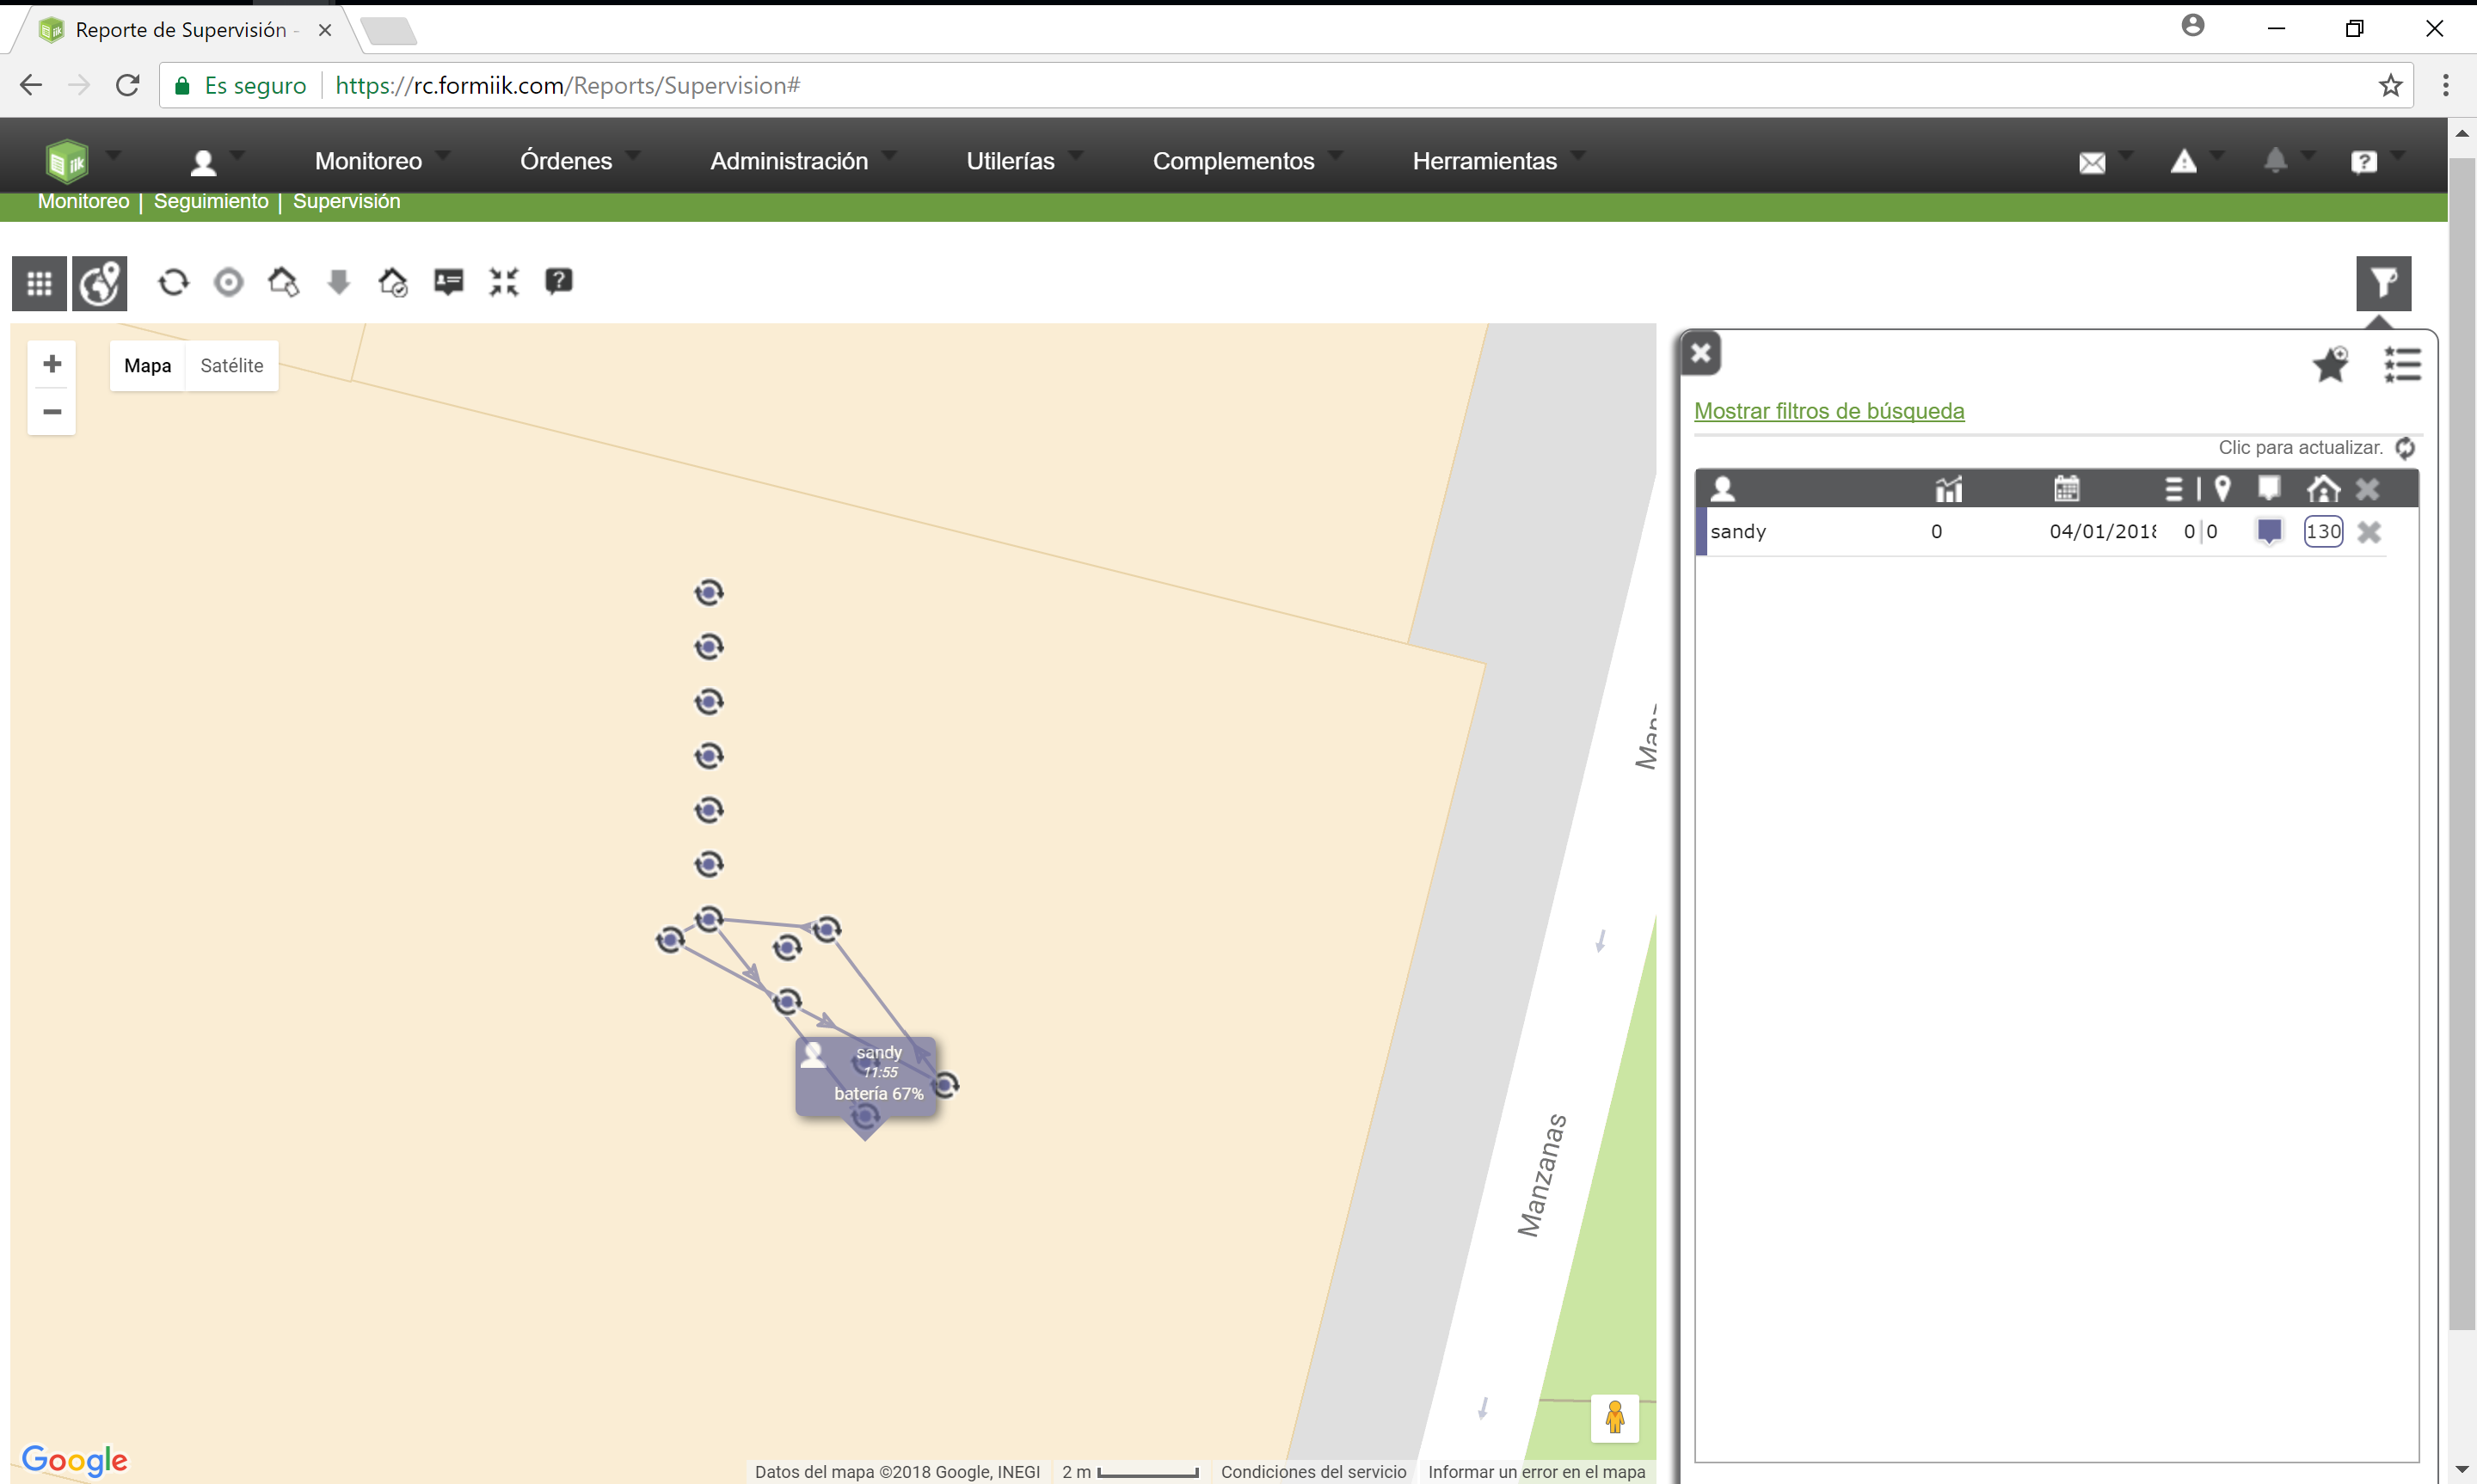 Reporte de Supervisión -
Es seguro https://rc.formiik.com/Reports/Supervision#
iik Monitoreo Órdenes Administración Utilerías Complementos Herramientas
Monitoreo | Seguimiento | Supervisión
Mapa Satélite
Mostrar filtros de búsqueda
Clic para actualizar.
sandy 0 04/01/2018 0|0 130
Manzanas
sandy
11:55
batería 67%
Google
Datos del mapa ©2018 Google, INEGI 2 m Condiciones del servicio Informar un error en el mapa